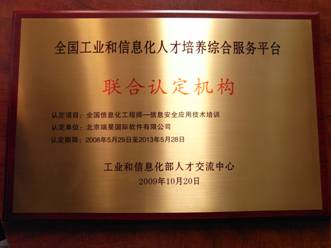 全国工业和信息化人才培养综合服务平台
联合认定机构
认定项目：全国信息化工程师—信息安全应用技术培训
认定单位：北京瑞星国际软件有限公司
认定期限：2008年5月29日至2013年5月28日
工业和信息化部人才交流中心
2009年10月20日